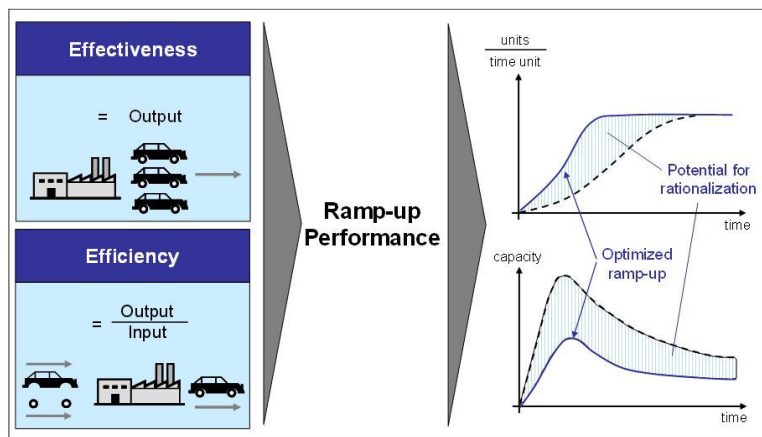 Effectiveness
= Output
Efficiency
= Output
Input
Ramp-up
Performance
units
time unit
Potential for
rationalization
time
capacity
Optimized
ramp-up
time